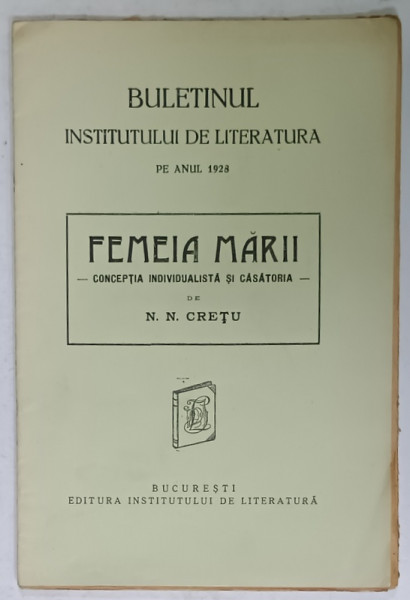 BULETINUL
INSTITUTULUI DE LITERATURA
PE ANUL 1928
FEMEIA MĂRII
— CONCEPȚIA INDIVIDUALISTĂ ȘI CĂSĂTORIA —
DE
N. N. CREȚU
BUCUREȘTI
EDITURA INSTITUTULUI DE LITERATURĂ